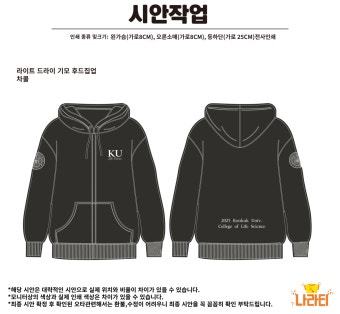 시안작업
인쇄 종류 및크기: 왼가슴(가로8CM), 오른소매(가로8CM), 등하단(가로 25CM)전사인쇄
라이트 드라이 기모 후드집업
차콜
KU
2025 Konkuk Univ.
College of Life Science
*해당 시안은 대략적인 시안으로 실제 위치와 비율이 차이가 있을 수 있습니다.
*모니터상의 색상과 실제 인쇄 색상은 차이가 있을 수 있습니다.
*최종 시안 확정 후 확인된 오타관련해서는 환불,수정이 어려우니 최종 시안을 꼭 꼼꼼히 확인 부탁드립니다.
나라티